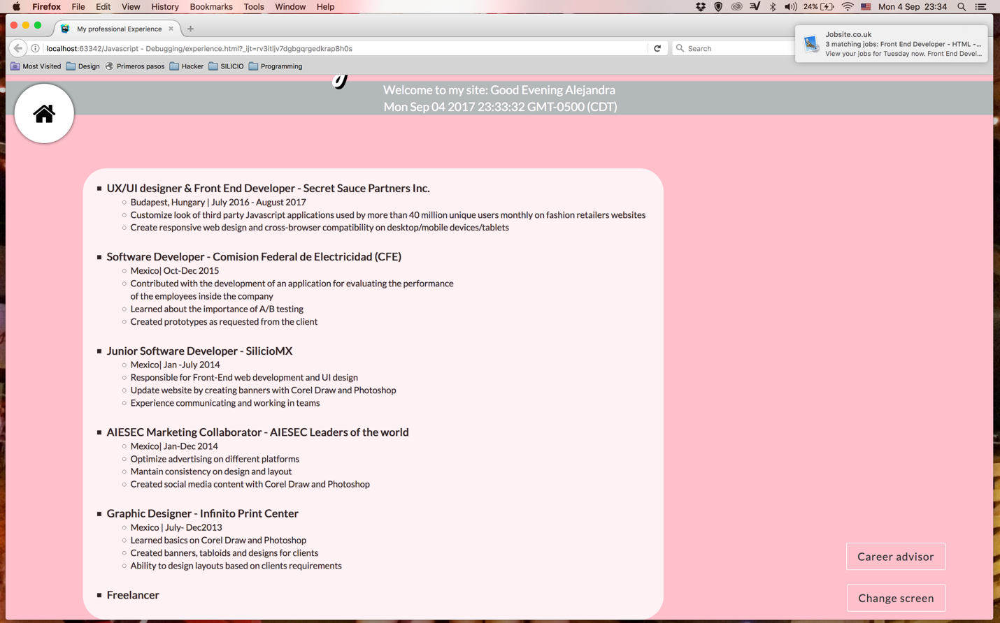 Firefox File Edit View History Bookmarks Tools Window Help 24% Mon 4 Sep 23:34
My professional Experience
Jobsite.co.uk
3 matching jobs: Front End Developer - HTML -...
View your jobs for Tuesday now. Front End Devel...
localhost:63342/Javascript - Debugging/experience.html?_ijt=rv3itljv7dgbgqrgedkrap8h0s Search
Most Visited Design Primeros pasos Hacker SILICIO Programming
Welcome to my site: Good Evening Alejandra
Mon Sep 04 2017 23:33:32 GMT-0500 (CDT)
UX/UI designer & Front End Developer - Secret Sauce Partners Inc.
Budapest, Hungary | July 2016 - August 2017
Customize look of third party Javascript applications used by more than 40 million unique users monthly on fashion retailers websites
Create responsive web design and cross-browser compatibility on desktop/mobile devices/tablets
Software Developer - Comision Federal de Electricidad (CFE)
Mexico| Oct-Dec 2015
Contributed with the development of an application for evaluating the performance
of the employees inside the company
Learned about the importance of A/B testing
Created prototypes as requested from the client
Junior Software Developer - SilicioMX
Mexico| Jan -July 2014
Responsible for Front-End web development and UI design
Update website by creating banners with Corel Draw and Photoshop
Experience communicating and working in teams
AIESEC Marketing Collaborator - AIESEC Leaders of the world
Mexico| Jan-Dec 2014
Optimize advertising on different platforms
Mantain consistency on design and layout
Created social media content with Corel Draw and Photoshop
Graphic Designer - Infinito Print Center
Mexico | July- Dec2013
Learned basics on Corel Draw and Photoshop
Created banners, tabloids and designs for clients
Ability to design layouts based on clients requirements
Freelancer
Career advisor
Change screen